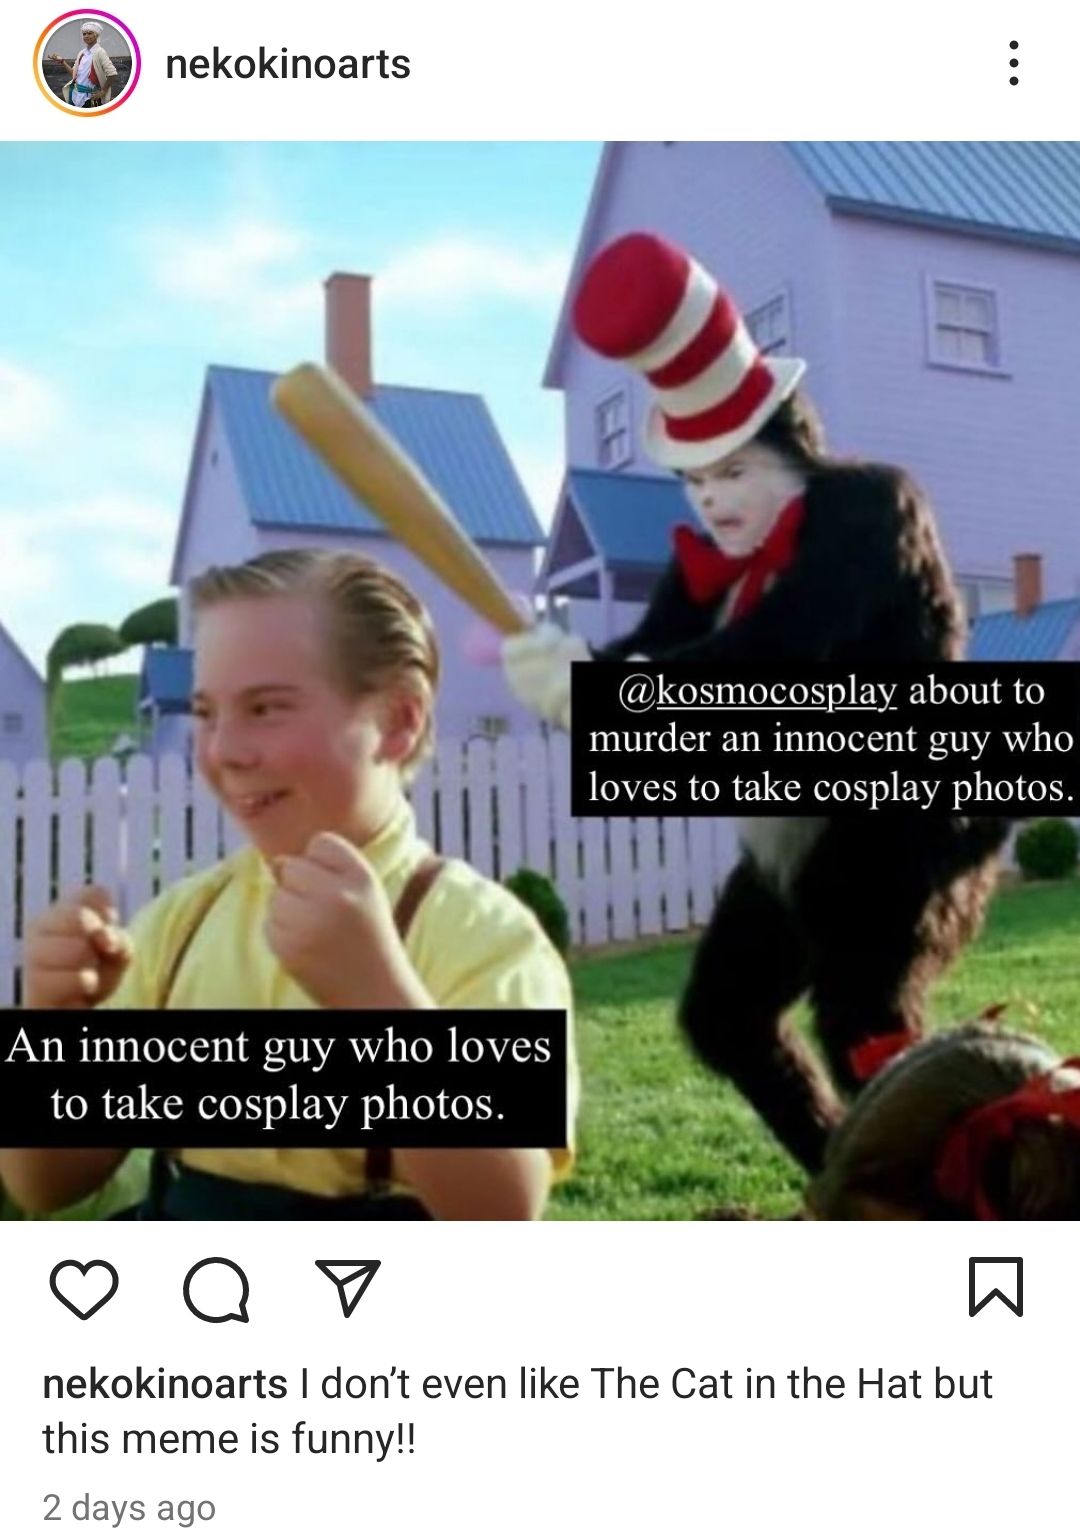 nekokinoarts
@kosmocosplay about to
murder an innocent guy who
loves to take cosplay photos.
An innocent guy who loves
to take cosplay photos.
nekokinoarts I don’t even like The Cat in the Hat but
this meme is funny!!
2 days ago